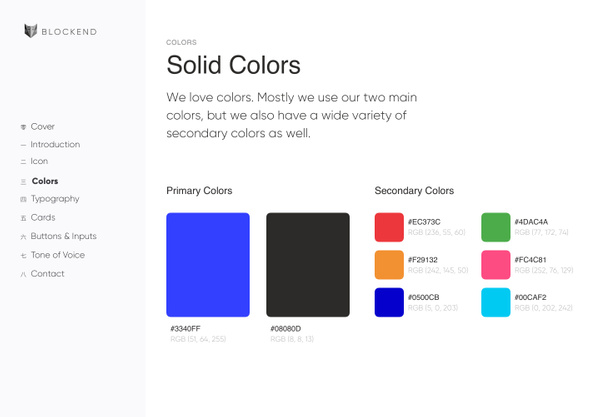 BLOCKEND
Cover
Introduction
Icon
Colors
Typography
Cards
Buttons & Inputs
Tone of Voice
Contact
COLORS
Solid Colors
We love colors. Mostly we use our two main
colors, but we also have a wide variety of
secondary colors as well.
Primary Colors
#3340FF
RGB (51, 64, 255)
#08080D
RGB (8, 8, 13)
Secondary Colors
#EC373C
RGB (236, 55, 60)
#4DAC4A
RGB (77, 172, 74)
#F29132
RGB (242, 145, 50)
#FC4C81
RGB (252, 76, 129)
#0500CB
RGB (5, 0, 203)
#00CAF2
RGB (0, 202, 242)